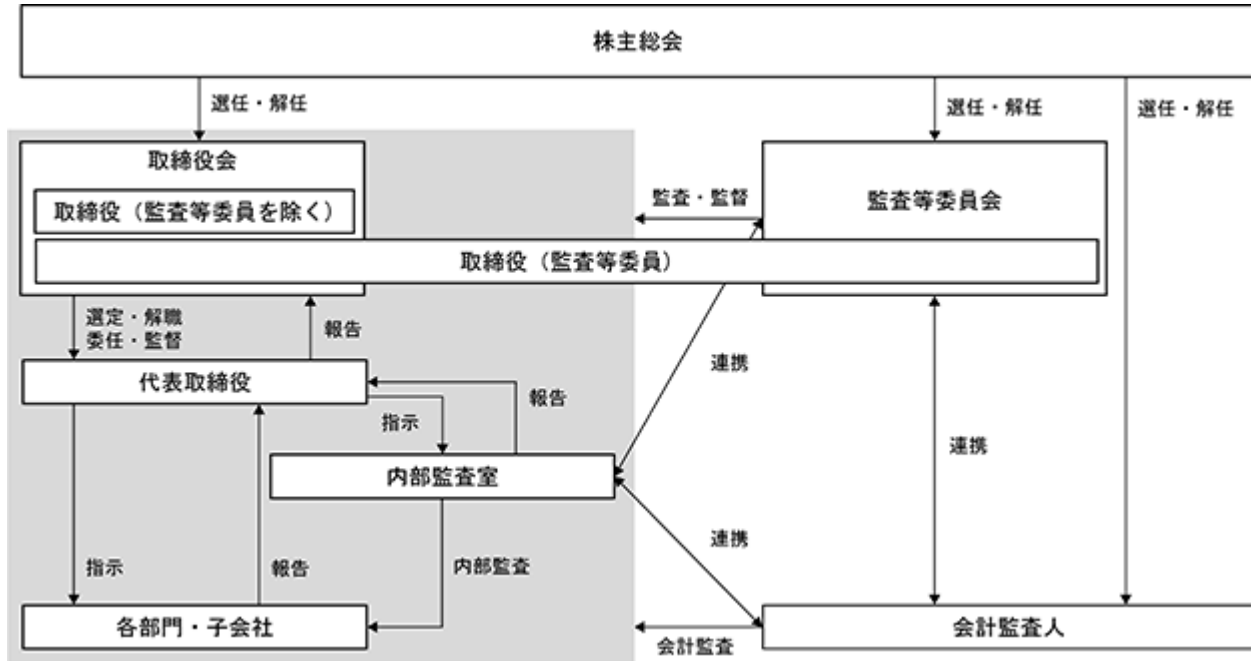 株主総会
選任・解任
選任・解任
選任・解任
取締役会
取締役（監査等委員を除く）
監査・監督
監査等委員会
取締役（監査等委員）
選定・解職
委任・監督
報告
連携
代表取締役
報告
指示
連携
内部監査室
連携
指示
報告
内部監査
各部門・子会社
会計監査
会計監査人